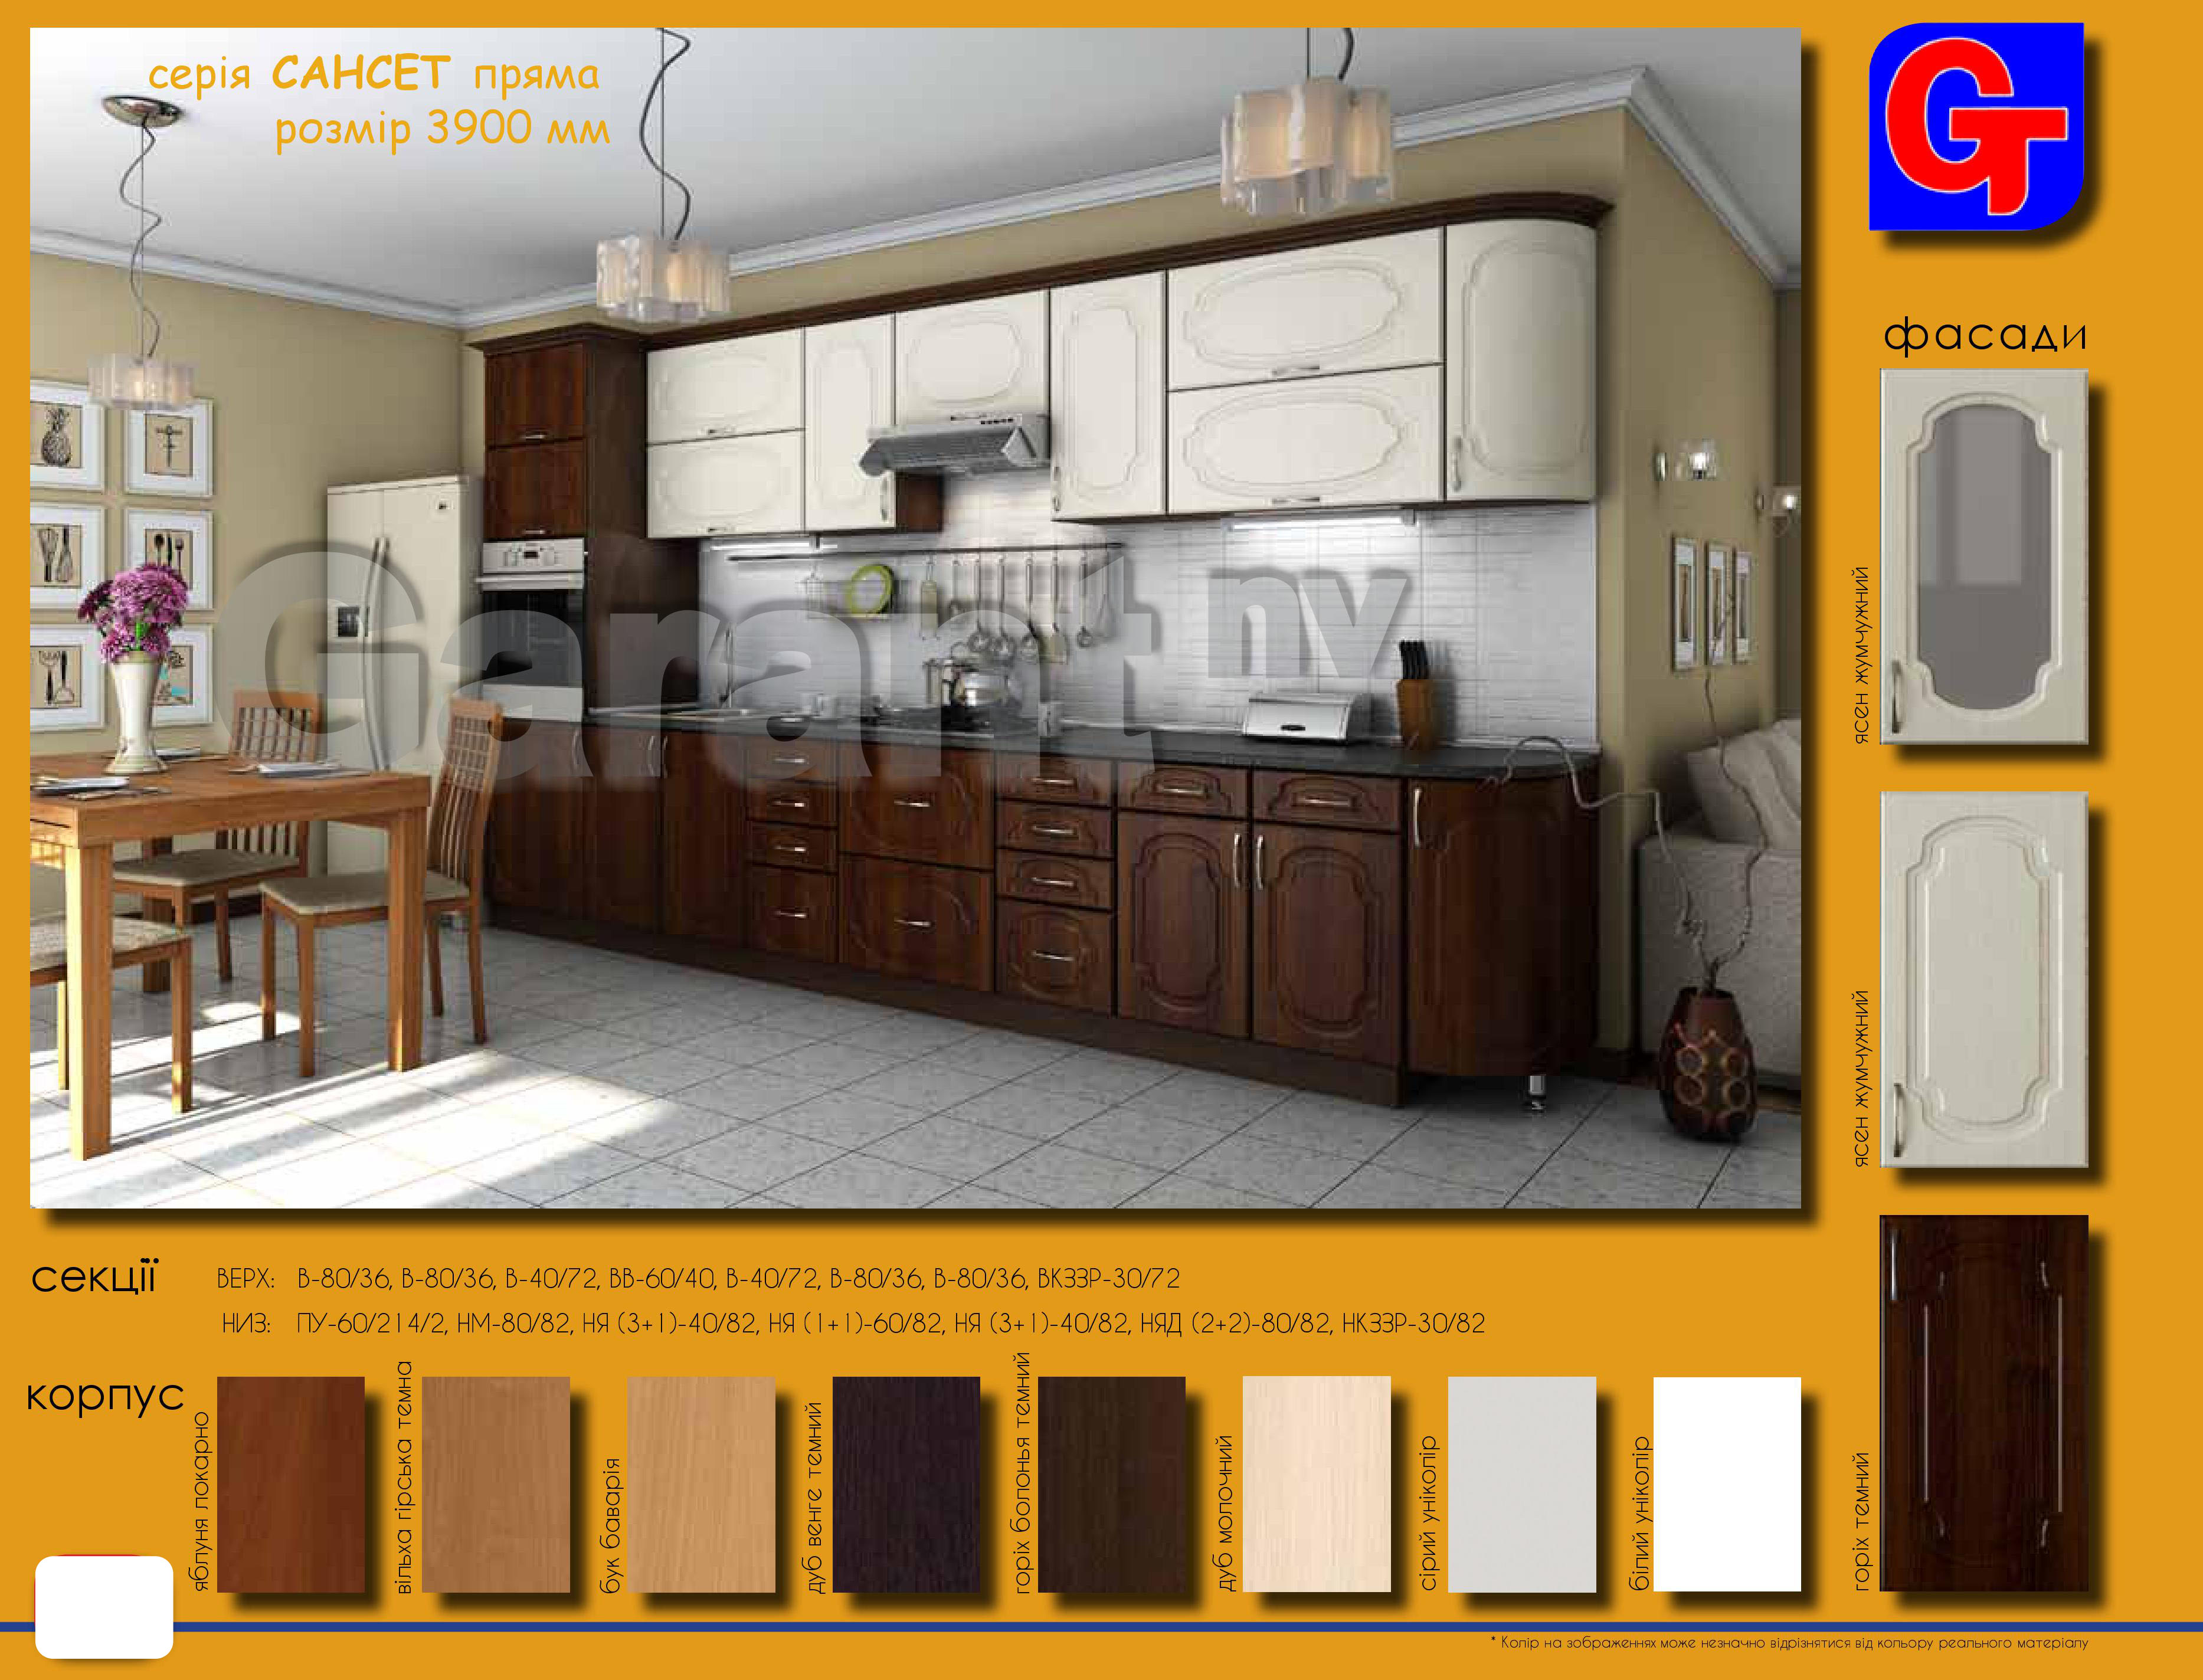 серія САНСЕТ пряма
розмір 3900 мм
GT
фасади
ясен жумчужний
ясен жумчужний
горіх темний
Garant nv
секції
ВЕРХ: В-80/36, В-80/36, В-40/72, ВВ-60/40, В-40/72, В-80/36, В-80/36, ВКЗЗР-30/72
НИЗ: ПУ-60/214/2, НМ-80/82, НЯ (3+1)-40/82, НЯ (1+1)-60/82, НЯ (3+1)-40/82, НЯД (2+2)-80/82, НКЗЗР-30/82
корпус
яблуня локарно
вільха гірська темна
бук баварія
дуб венге темний
горіх болонья темний
дуб молочний
сірий уніколір
білий уніколір
* Колір на зображеннях може незначно відрізнятися від кольору реального матеріалу